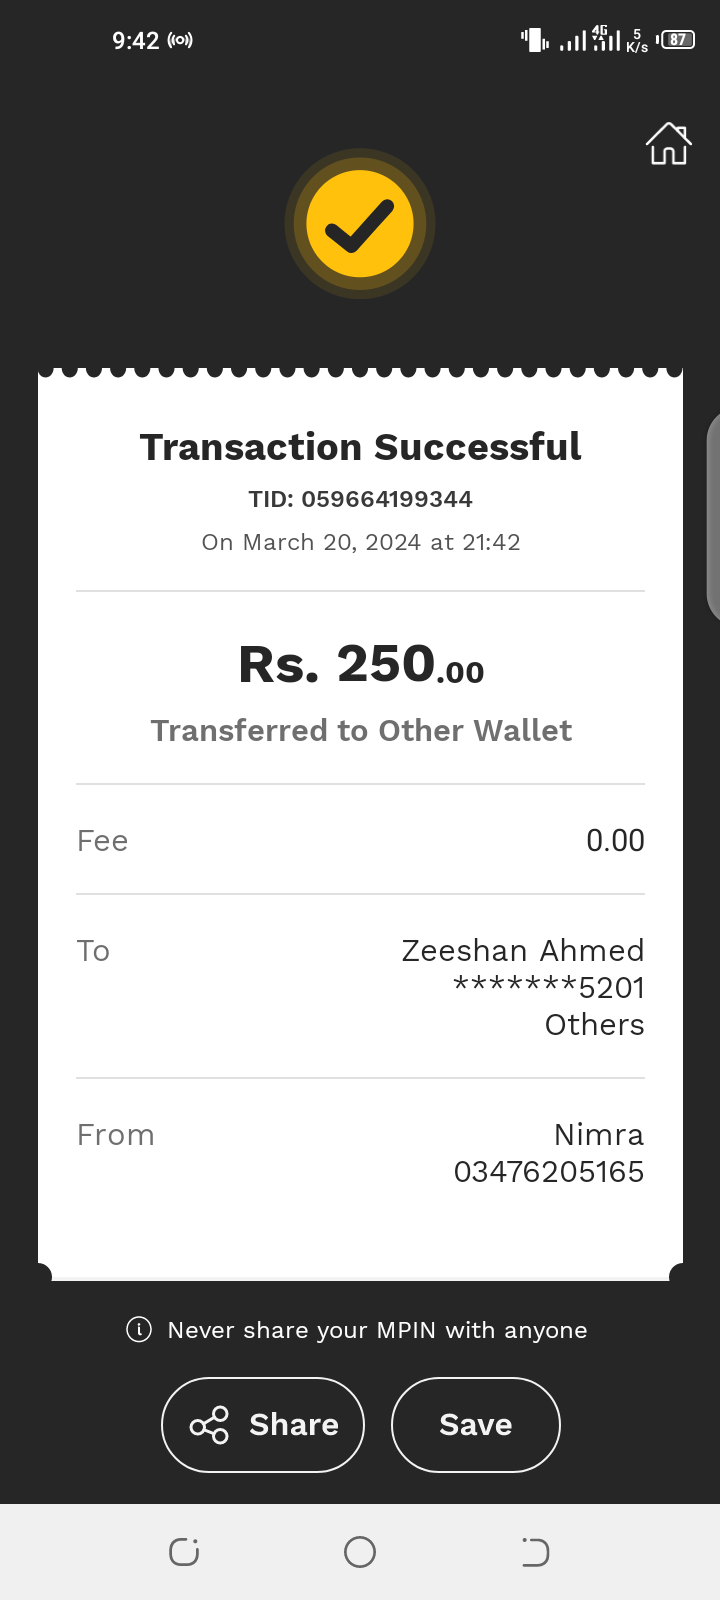 9:42
4G
5
K/s
87
Transaction Successful
TID: 059664199344
On March 20, 2024 at 21:42
Rs. 250.00
Transferred to Other Wallet
Fee 0.00
To Zeeshan Ahmed
*******5201
Others
From Nimra
03476205165
Never share your MPIN with anyone
Share Save